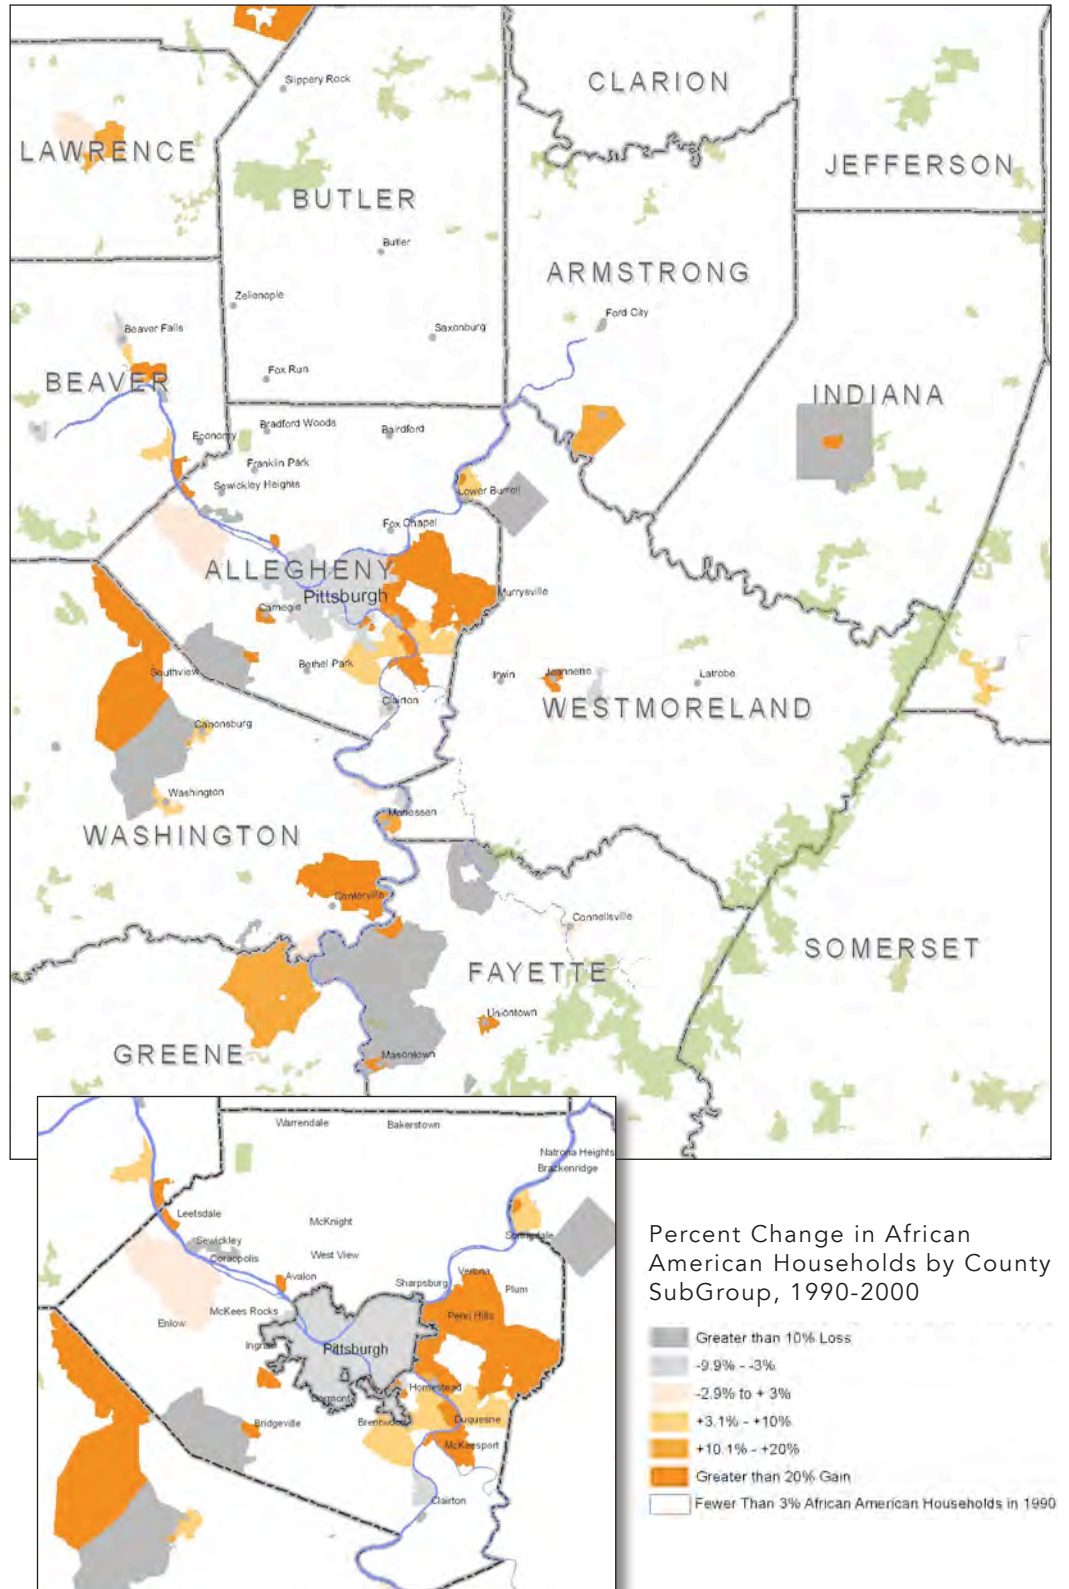 Slippery Rock
CLARION
LAWRENCE
JEFFERSON
BUTLER
Butler
ARMSTRONG
Zelienople
Ford City
Beaver Falls
Saxonburg
BEAVER
Fox Run
INDIANA
Bradford Woods
Bairdford
Economy
Franklin Park
Sewickley Heights
Lower Burrell
Fox Chapel
ALLEGHENY
Pittsburgh
Murrysville
Carnegie
Bethel Park
Southview
Irwin
Jeannette
Latrobe
Clairton
WESTMORELAND
Canonsburg
Washington
Monessen
WASHINGTON
Centerville
Connellsville
SOMERSET
FAYETTE
Uniontown
GREENE
Masontown
Warrendale
Bakerstown
Natrona Heights
Brackenridge
Leetsdale
McKnight
Sewickley
Springdale
Coraopolis
West View
Verona
Avalon
Sharpsburg
Plum
McKees Rocks
Penn Hills
Enlow
Ingram
Pittsburgh
Homestead
Dormont
Bridgeville
Brentwood
Duquesne
McKeesport
Clairton
Percent Change in African
American Households by County
SubGroup, 1990-2000
Greater than 10% Loss
-9.9% - -3%
-2.9% to + 3%
+3.1% - +10%
+10.1% - +20%
Greater than 20% Gain
Fewer Than 3% African American Households in 1990